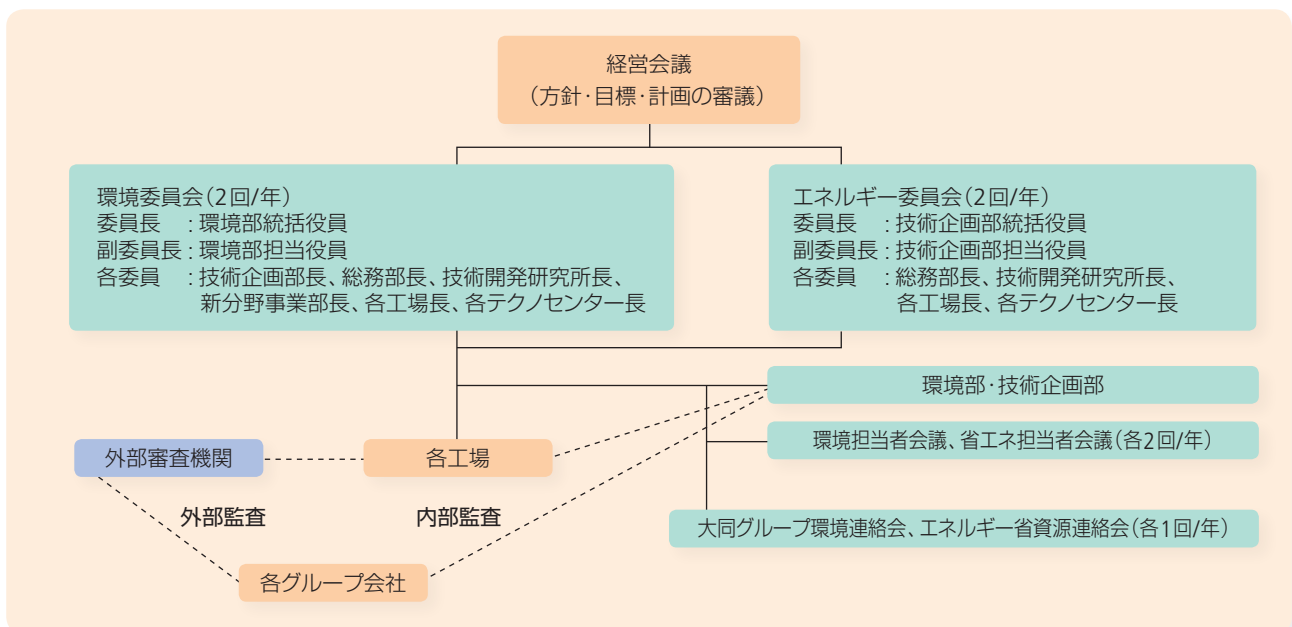 経営会議
（方針・目標・計画の審議）
環境委員会（2回/年）
委員長　：環境部統括役員
副委員長：環境部担当役員
各委員　：技術企画部長、総務部長、技術開発研究所長、
新分野事業部長、各工場長、各テクノセンター長
エネルギー委員会（2回/年）
委員長　：技術企画部統括役員
副委員長：技術企画部担当役員
各委員　：総務部長、技術開発研究所長、
各工場長、各テクノセンター長
環境部・技術企画部
環境担当者会議、省エネ担当者会議（各2回/年）
外部審査機関
各工場
外部監査
内部監査
大同グループ環境連絡会、エネルギー省資源連絡会（各1回/年）
各グループ会社